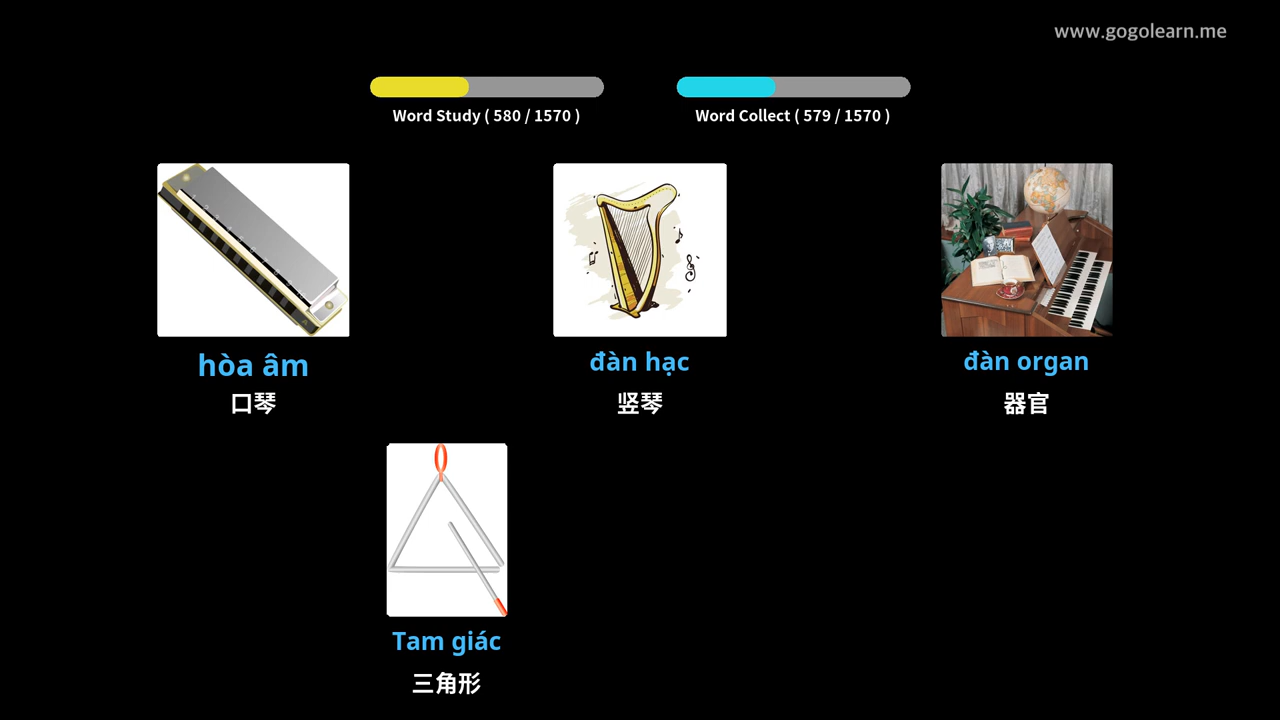 www.gogolearn.me
Word Study ( 580 / 1570 )
Word Collect ( 579 / 1570 )
hòa âm
口琴
đàn hạc
竖琴
đàn organ
器官
Tam giác
三角形